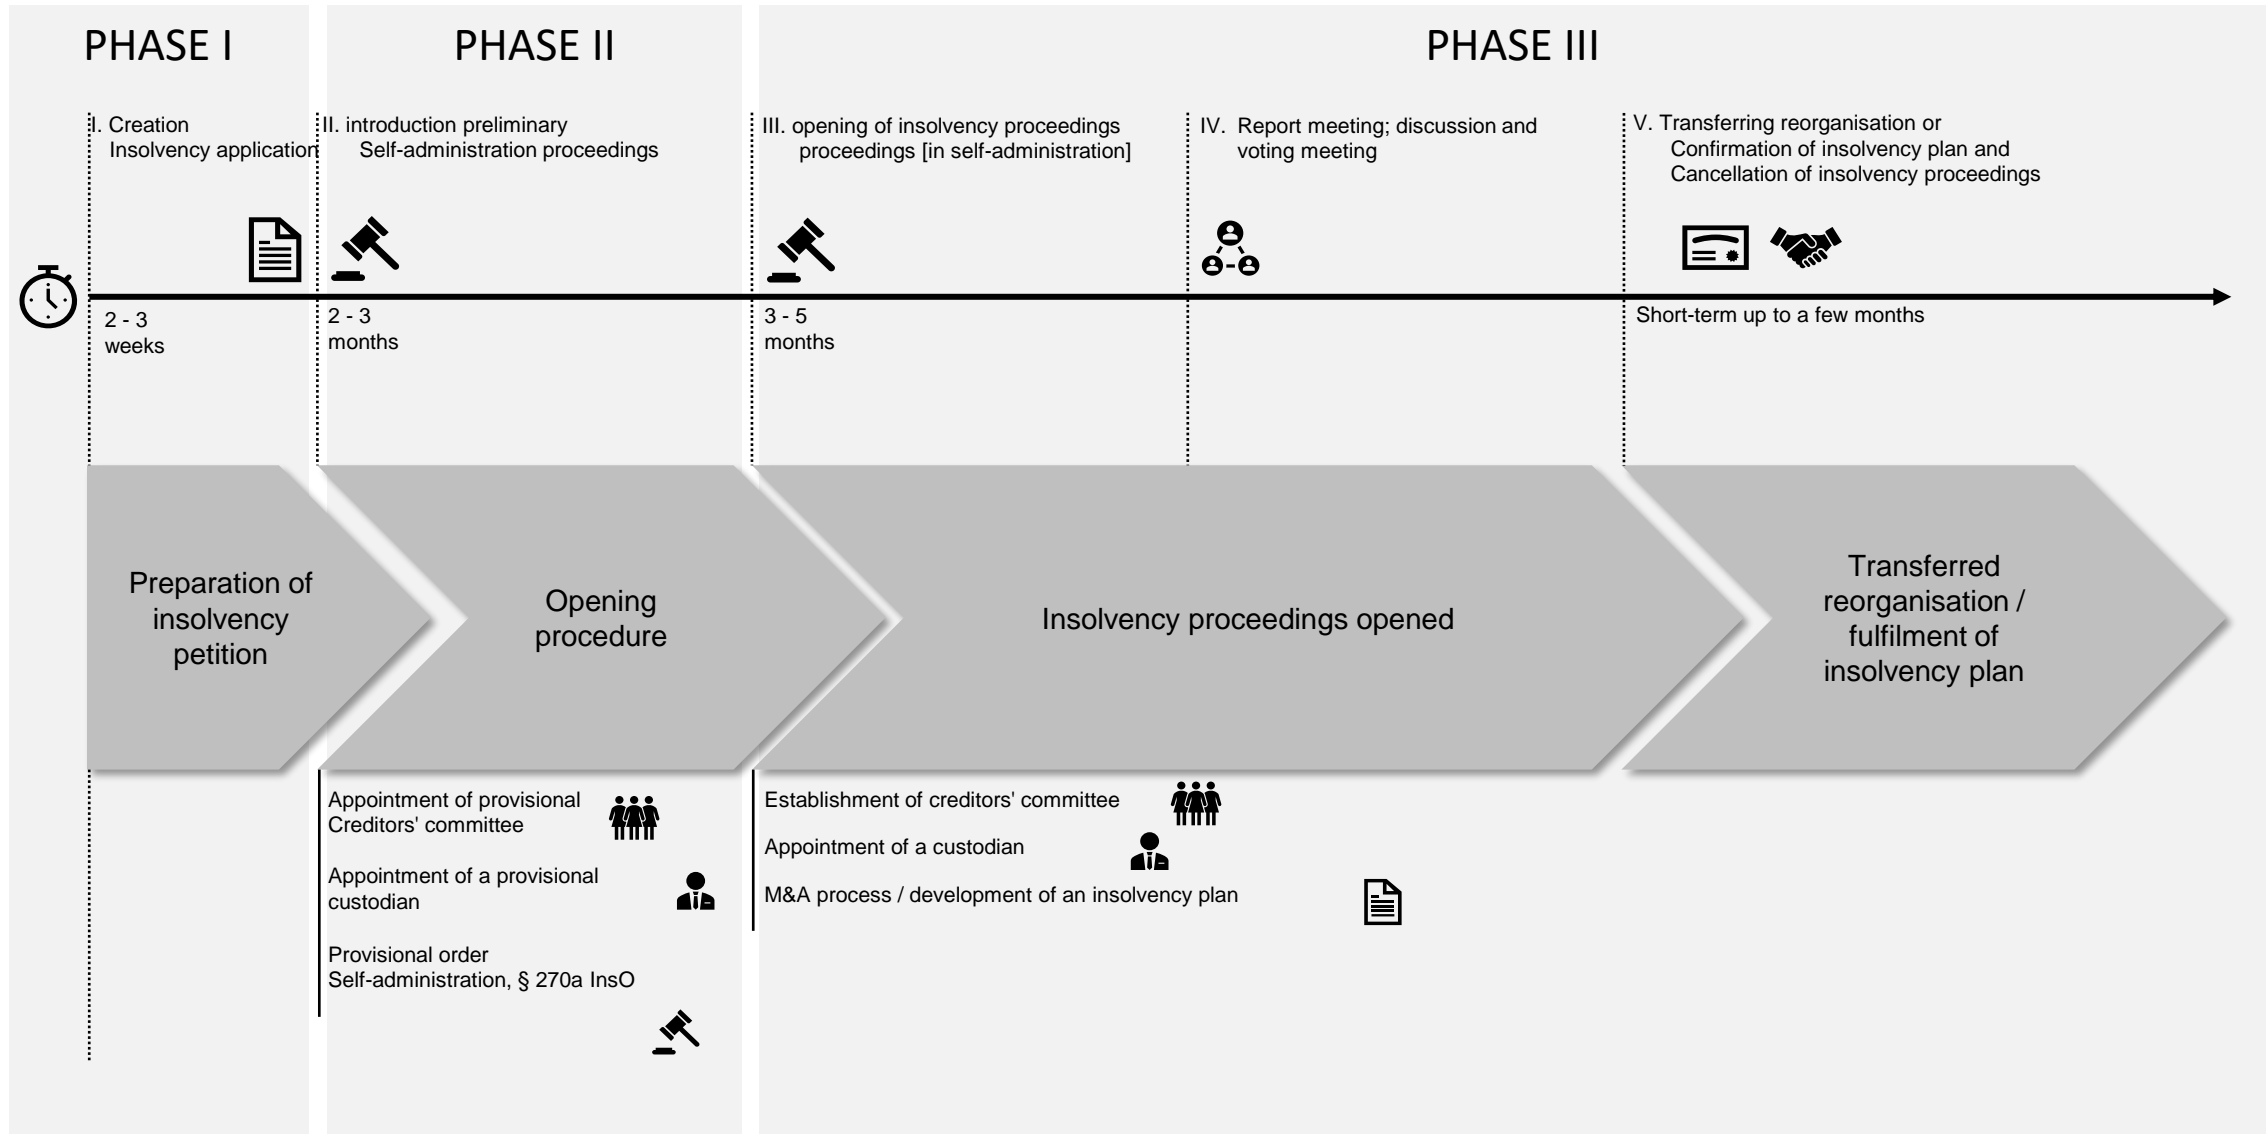 PHASE I
PHASE II
PHASE III
I. Creation
Insolvency application
II. introduction preliminary
Self-administration proceedings
III. opening of insolvency proceedings
proceedings [in self-administration]
IV. Report meeting; discussion and
voting meeting
V. Transferring reorganisation or
Confirmation of insolvency plan and
Cancellation of insolvency proceedings
2 - 3
weeks
2 - 3
months
3 - 5
months
Short-term up to a few months
Preparation of
insolvency
petition
Opening
procedure
Insolvency proceedings opened
Transferred
reorganisation /
fulfilment of
insolvency plan
Appointment of provisional
Creditors' committee
Appointment of a provisional
custodian
Provisional order
Self-administration, § 270a InsO
Establishment of creditors' committee
Appointment of a custodian
M&A process / development of an insolvency plan